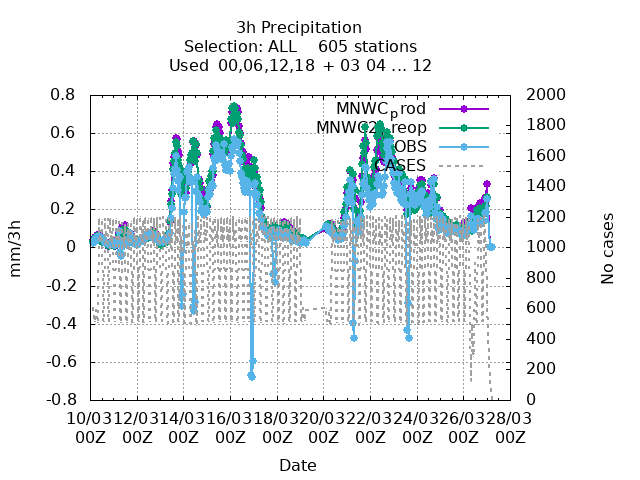 3h Precipitation
Selection: ALL 605 stations
Used 00,06,12,18 + 03 04 ... 12
0.8 2000
MNWC_prod
1800
0.6 OBS
1600
0.4 CASES
1400
0.2 1200
0 1000
-0.2 800
600
-0.4 400
-0.6 200
-0.8 0
mm/3h
No cases
10/03 12/03 14/03 16/03 18/03 20/03 22/03 24/03 26/03 28/03
00Z 00Z 00Z 00Z 00Z 00Z 00Z 00Z 00Z 00Z
Date